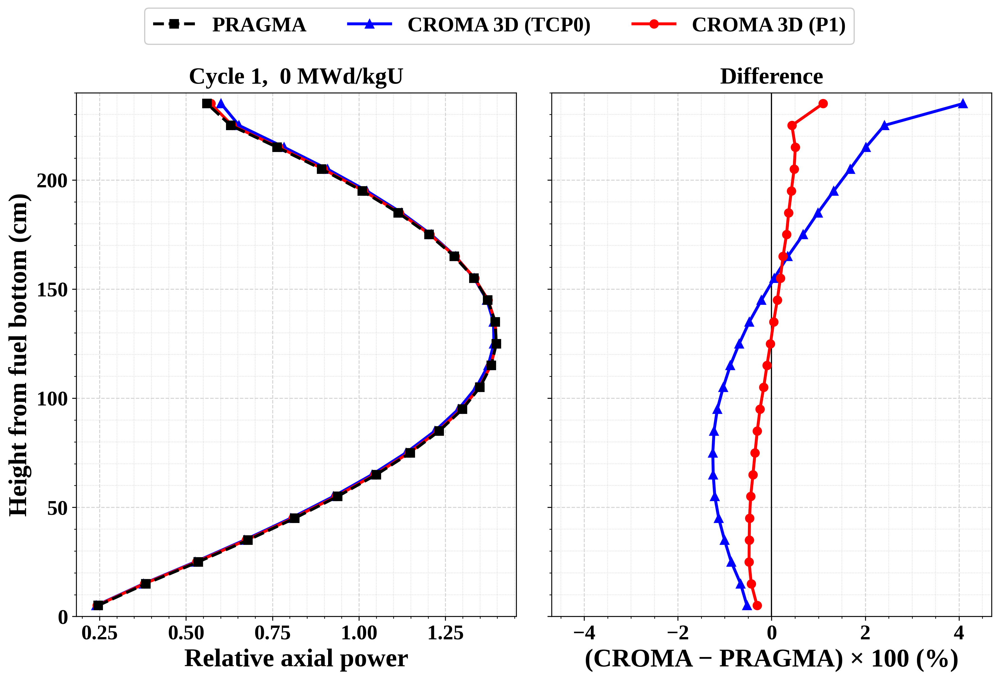 PRAGMA CROMA 3D (TCP0) CROMA 3D (P1)
Cycle 1, 0 MWd/kgU
Difference
Height from fuel bottom (cm)
200
150
100
50
0
0.25 0.50 0.75 1.00 1.25
Relative axial power
−4 −2 0 2 4
(CROMA − PRAGMA) × 100 (%)